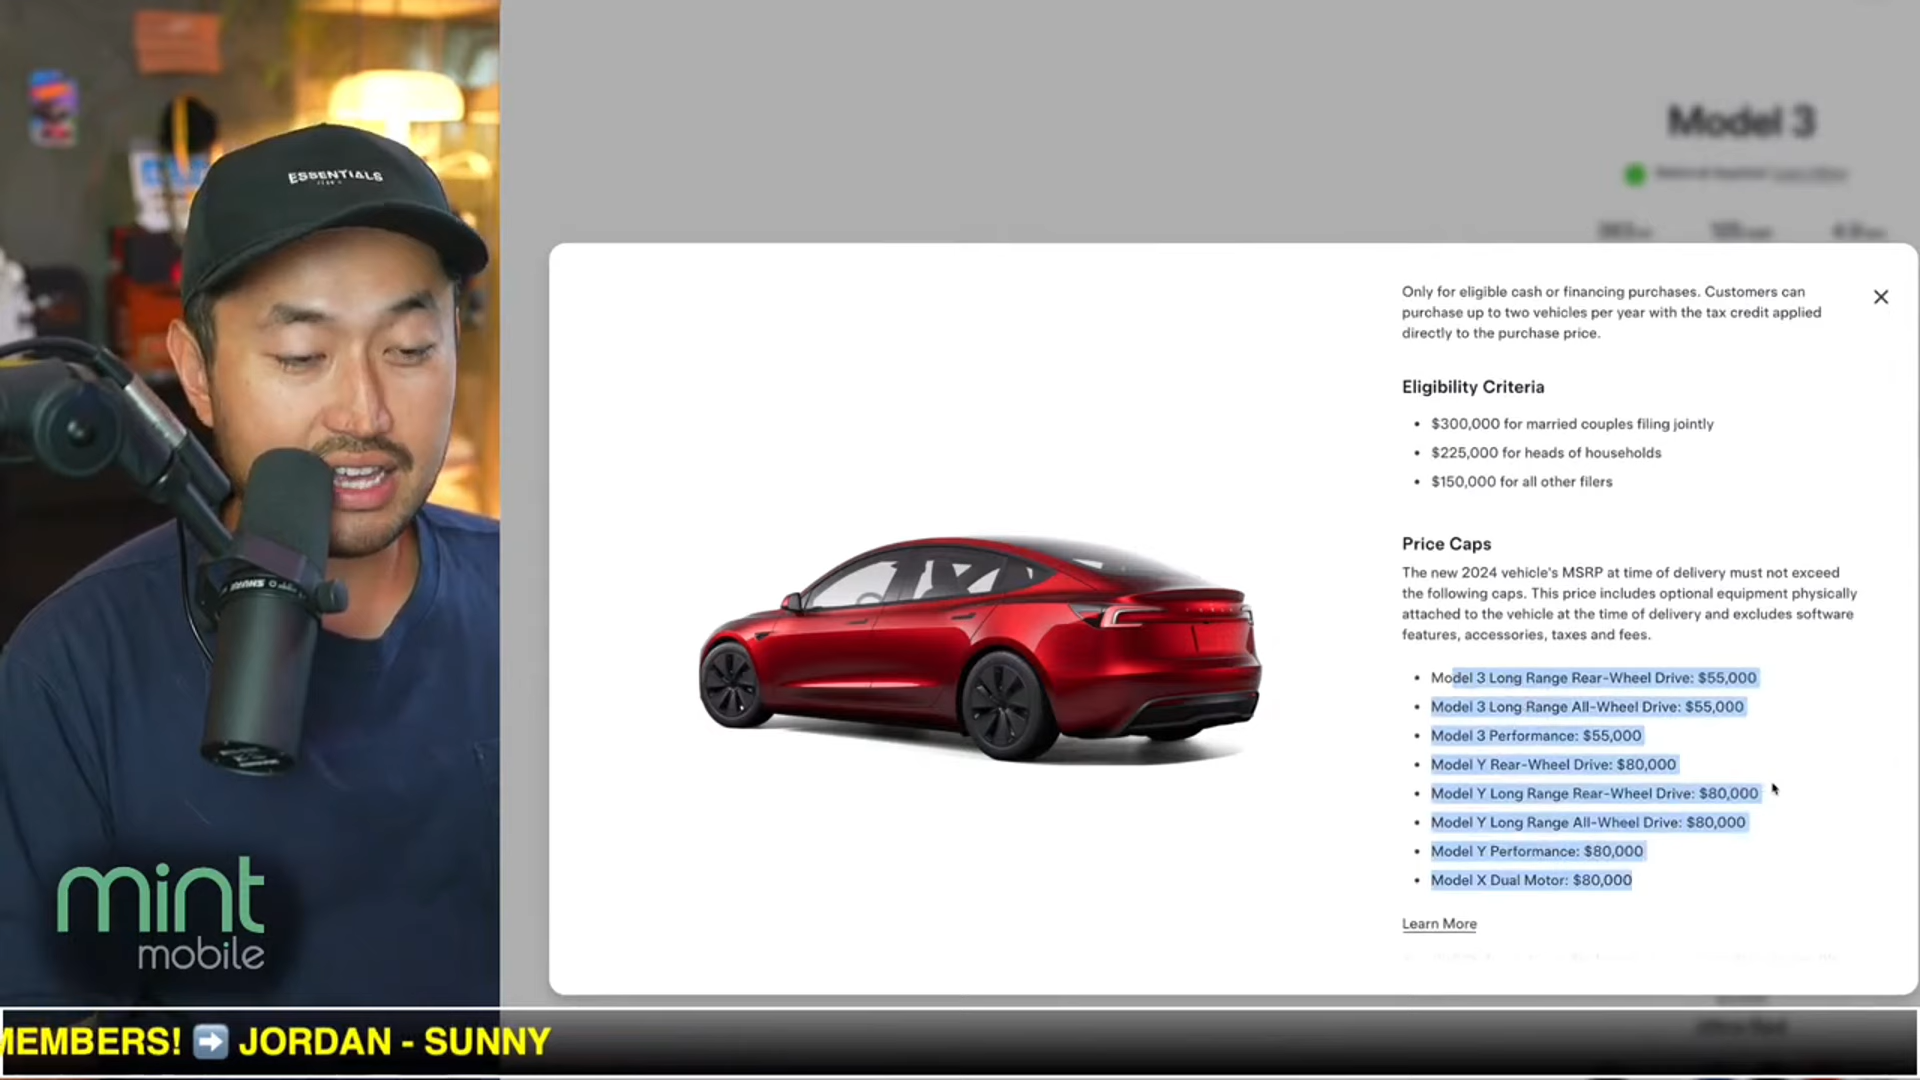 ESSENTIALS
Model 3
Only for eligible cash or financing purchases. Customers can
purchase up to two vehicles per year with the tax credit applied
directly to the purchase price.
Eligibility Criteria
• $300,000 for married couples filing jointly
• $225,000 for heads of households
• $150,000 for all other filers
Price Caps
The new 2024 vehicle's MSRP at time of delivery must not exceed
the following caps. This price includes optional equipment physically
attached to the vehicle at the time of delivery and excludes software
features, accessories, taxes and fees.
• Model 3 Long Range Rear-Wheel Drive: $55,000
• Model 3 Long Range All-Wheel Drive: $55,000
• Model 3 Performance: $55,000
• Model Y Rear-Wheel Drive: $80,000
• Model Y Long Range Rear-Wheel Drive: $80,000
• Model Y Long Range All-Wheel Drive: $80,000
• Model Y Performance: $80,000
• Model X Dual Motor: $80,000
Learn More
mint
mobile
MEMBERS! ➡️ JORDAN - SUNNY